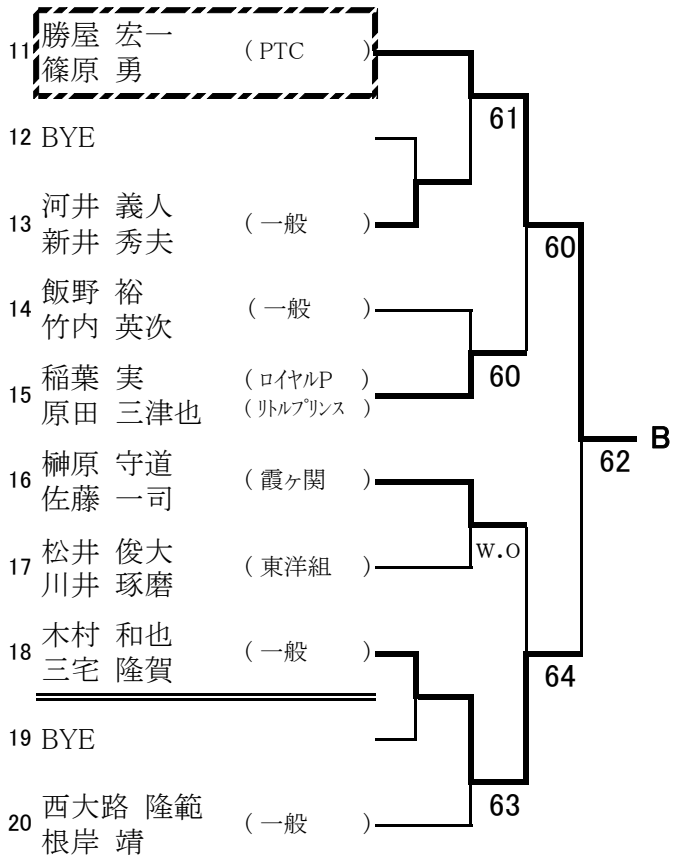 11 勝屋 宏一 ( PTC )
篠原 勇
61
12 BYE
13 河井 義人 ( 一般 )
新井 秀夫
60
14 飯野 裕 ( 一般 )
竹内 英次
60
15 稲葉 実 ( ロイヤルP )
原田 三津也 ( リトルプリンス )
B
62
16 榊原 守道 ( 霞ヶ関 )
佐藤 一司
W.O
17 松井 俊大 ( 東洋組 )
川井 琢磨
18 木村 和也 ( 一般 )
三宅 隆賀
64
19 BYE
63
20 西大路 隆範 ( 一般 )
根岸 靖